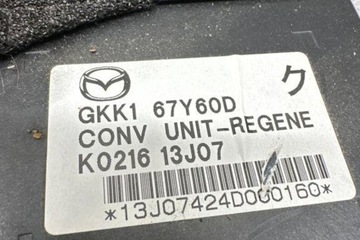 ク
GKK1 67Y60D
CONV UNIT-REGENE
K0216 13J07
*13J07424D000160*